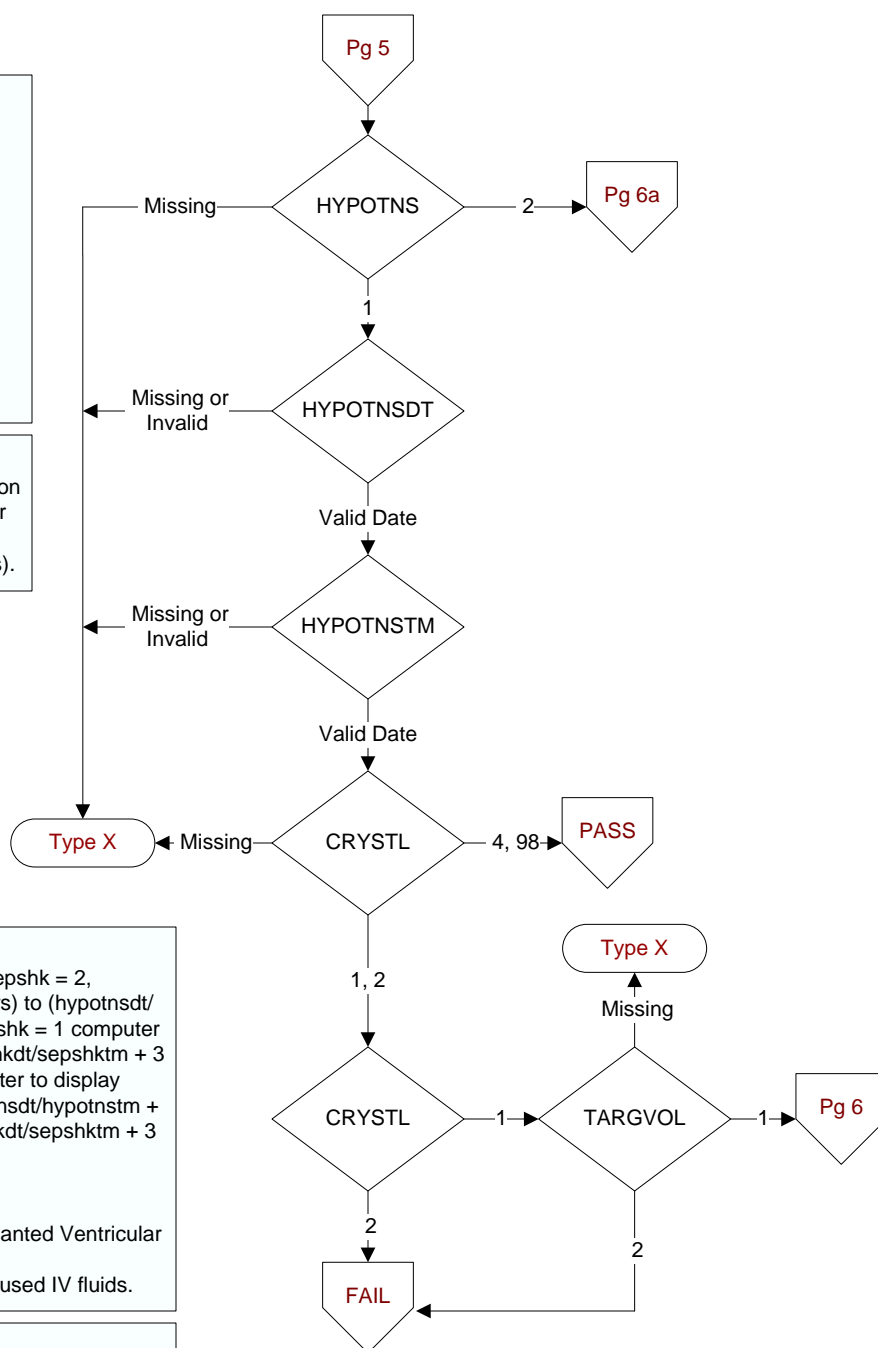 Pg 5
Missing
HYPOTNS
2
Pg 6a
1
Missing or
Invalid
HYPOTNSDT
on
r
s).
Valid Date
Missing or
Invalid
HYPOTNSTM
Valid Date
Type X
Missing
CRYSTL
4, 98
PASS
1, 2
Type X
Missing
epshk = 2,
rs) to (hypotnsdt/
shk = 1 computer
hkdt/sepshktm + 3
ter to display
nsdt/hypotnstm +
kdt/sepshktm + 3
anted Ventricular
used IV fluids.
CRYSTL
1
TARGVOL
1
Pg 6
2
2
FAIL